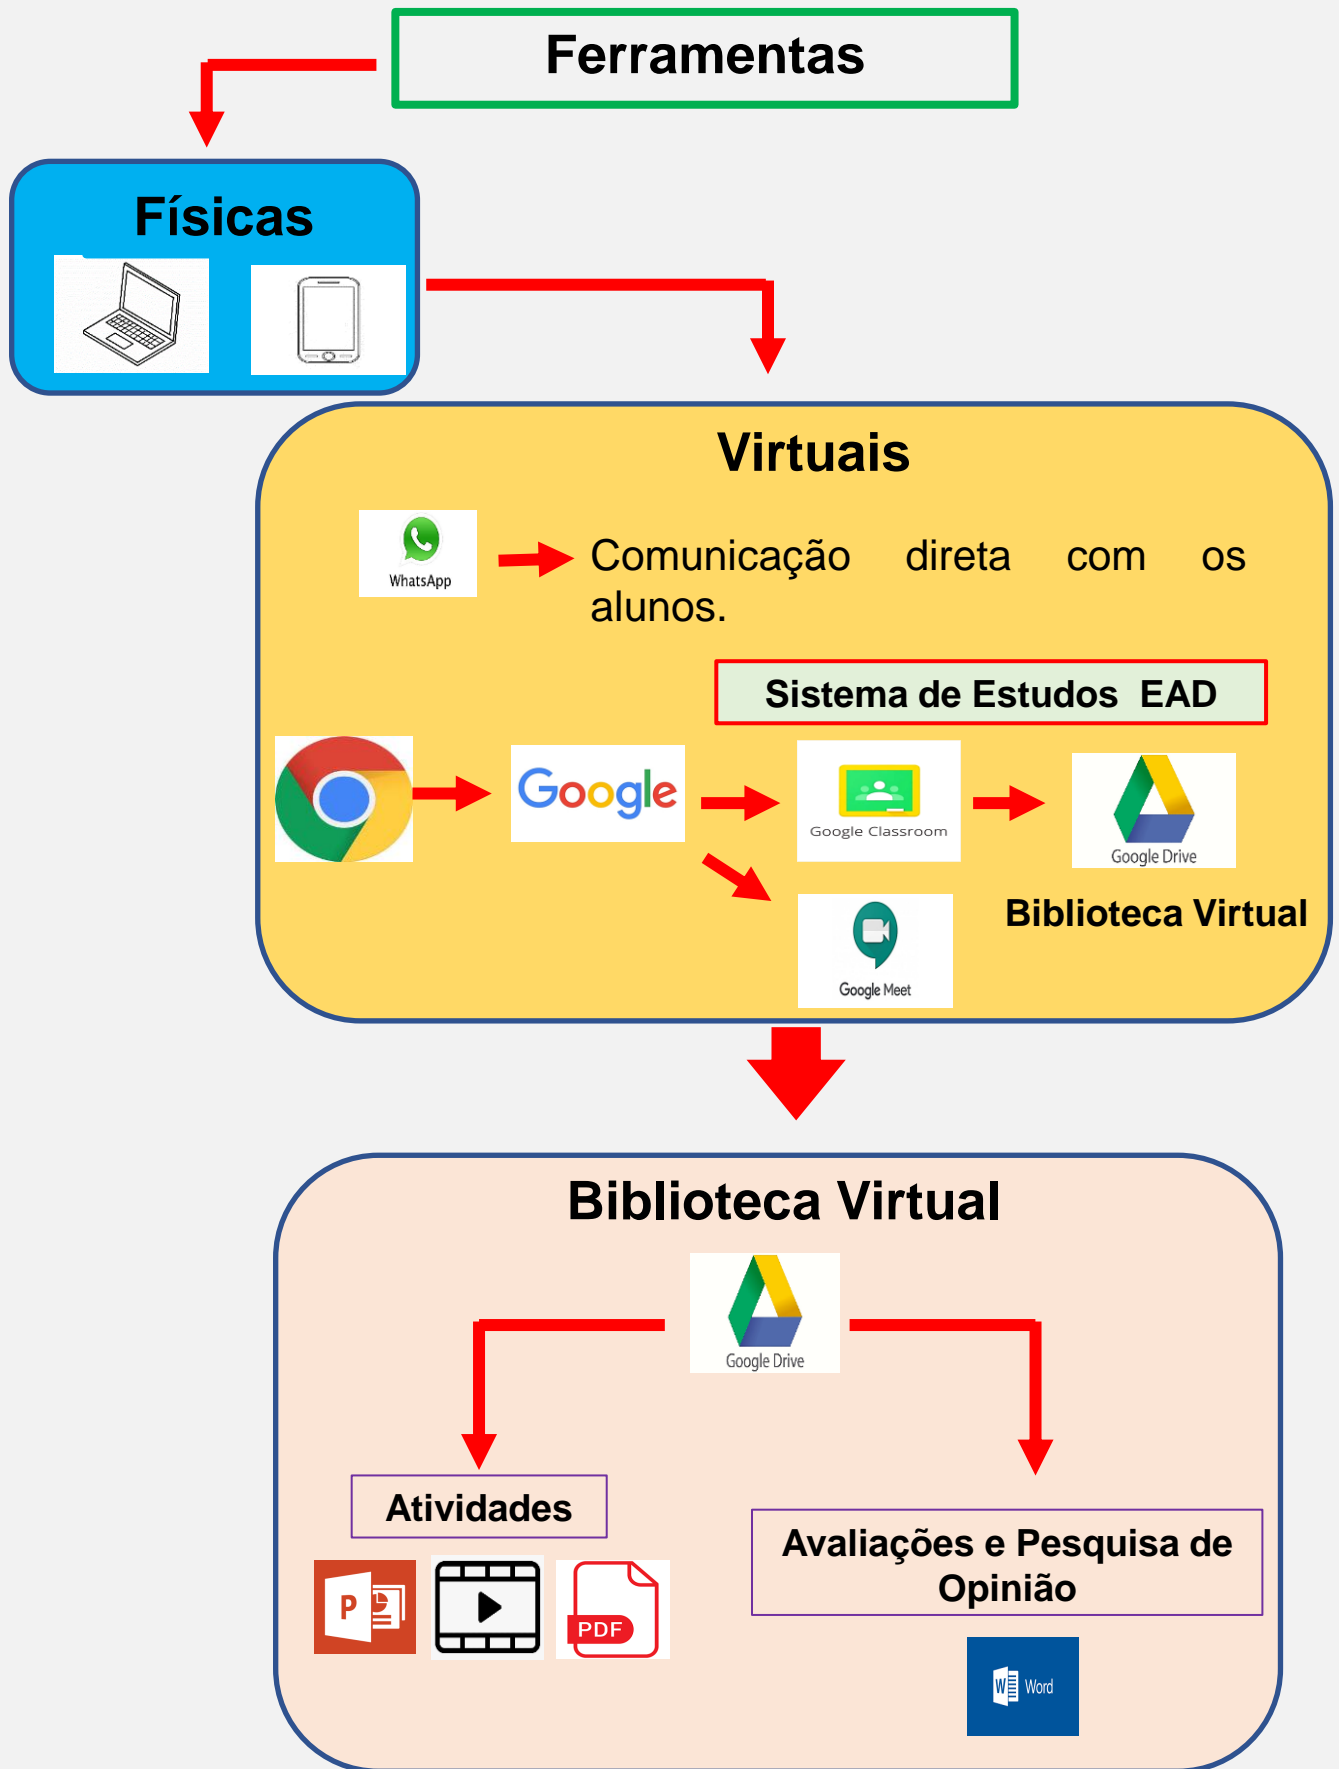 Ferramentas
Físicas
Virtuais
WhatsApp
Comunicação direta com os
alunos.
Sistema de Estudos EAD
Google
Google Classroom
Google Drive
Biblioteca Virtual
Google Meet
Biblioteca Virtual
Google Drive
Atividades
Avaliações e Pesquisa de
Opinião
P
PDF
W Word